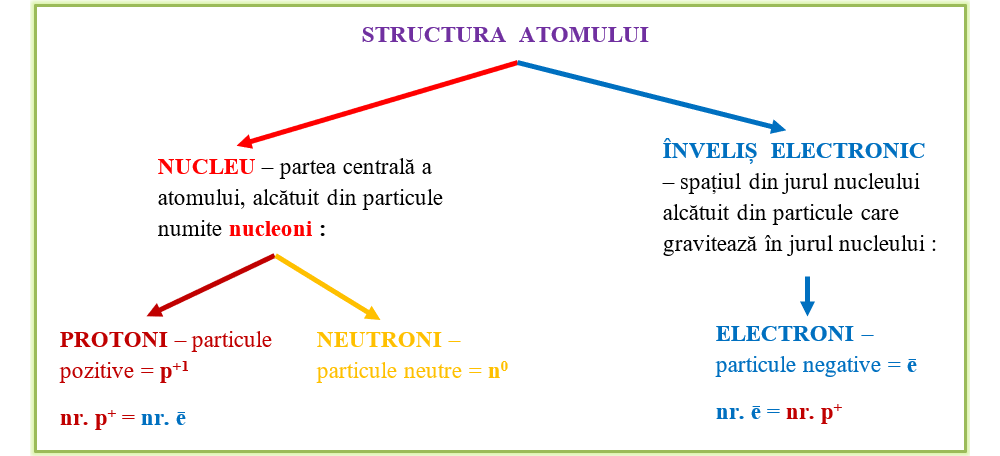 STRUCTURA ATOMULUI
NUCLEU – partea centrală a
atomului, alcătuit din particule
numite nucleoni :
ÎNVELIȘ ELECTRONIC
– spațiul din jurul nucleului
alcătuit din particule care
gravitează în jurul nucleului :
PROTONI – particule
pozitive = p⁺¹
nr. p⁺ = nr. ē
NEUTRONI –
particule neutre = n⁰
ELECTRONI –
particule negative = ē
nr. ē = nr. p⁺